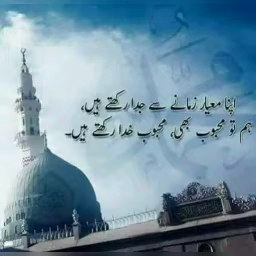 اپنا معیار زمانے سے جدا رکھتے ہیں،
ہم تو محبوب بھی، محبوب خدا رکھتے ہیں۔